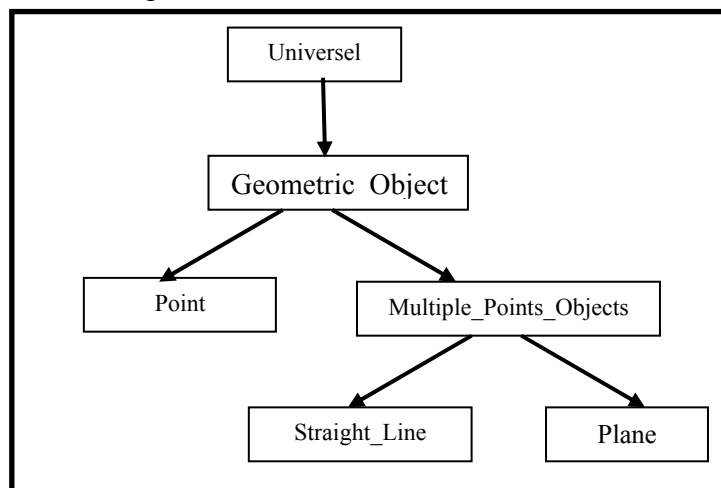 Universel
Geometric Object
Point
Multiple_Points_Objects
Straight_Line
Plane